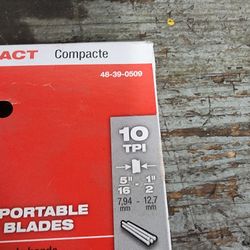 ACT Compacte
48-39-0509
10
TPI
5" - 1"
16 2
7,94 - 12,7
mm mm
PORTABLE
BLADES